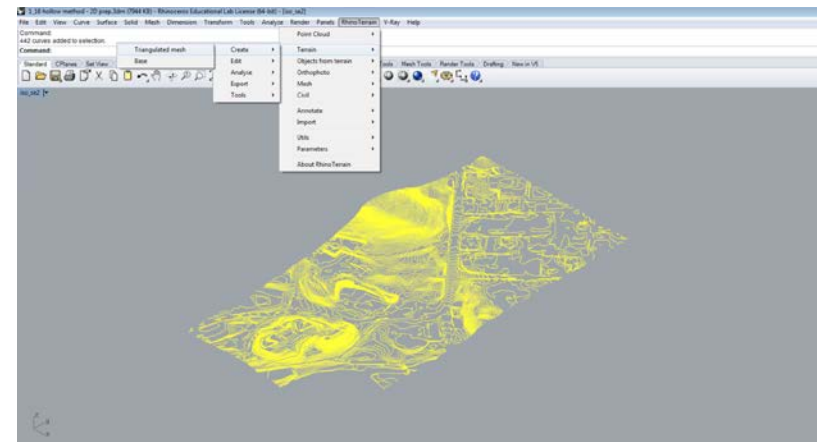 3_18 hollow method - 2D prep.3dm (7944 KB) - Rhinoceros Educational Lab License (64-bit) - [iso_se2]
File Edit View Curve Surface Solid Mesh Dimension Transform Tools Analyze Render Panels RhinoTerrain V-Ray Help
Command:
442 curves added to selection.
Command:
Point Cloud
Triangulated mesh Create Terrain
Base Edit Objects from terrain
Analyse Orthophoto
Export Mesh
Tools Civil
Annotate
Import
Utils
Parameters
About RhinoTerrain
Standard CPlanes Set View Tools Mesh Tools Render Tools Drafting New in V5
iso_se2